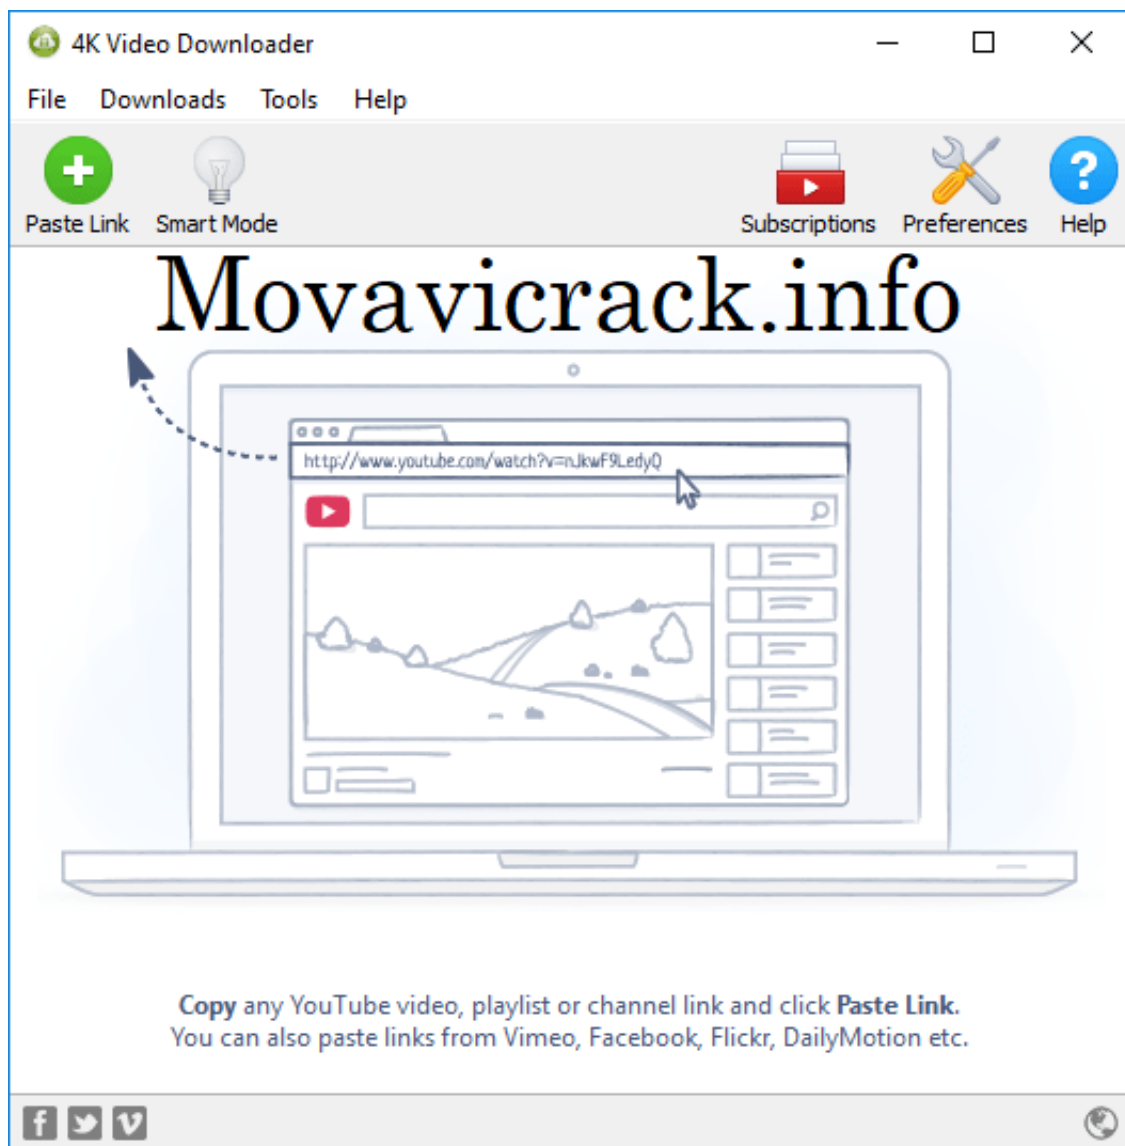 4K Video Downloader
File Downloads Tools Help
Paste Link Smart Mode Subscriptions Preferences Help
Movavicrack.info
http://www.youtube.com/watch?v=nJkwF9LedyQ
Copy any YouTube video, playlist or channel link and click Paste Link.
You can also paste links from Vimeo, Facebook, Flickr, DailyMotion etc.